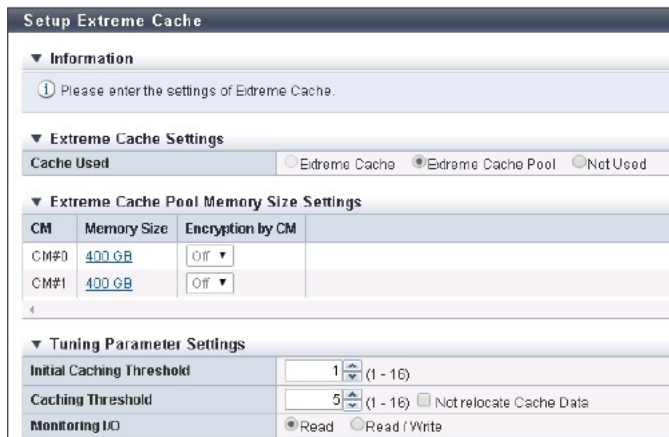 Setup Extreme Cache
Information
Please enter the settings of Extreme Cache.
Extreme Cache Settings
Cache Used Extreme Cache Extreme Cache Pool Not Used
Extreme Cache Pool Memory Size Settings
CM Memory Size Encryption by CM
CM#0 400 GB Off
CM#1 400 GB Off
Tuning Parameter Settings
Initial Caching Threshold 1 (1 - 16)
Caching Threshold 5 (1 - 16) Not relocate Cache Data
Monitoring I/O Read Read / Write